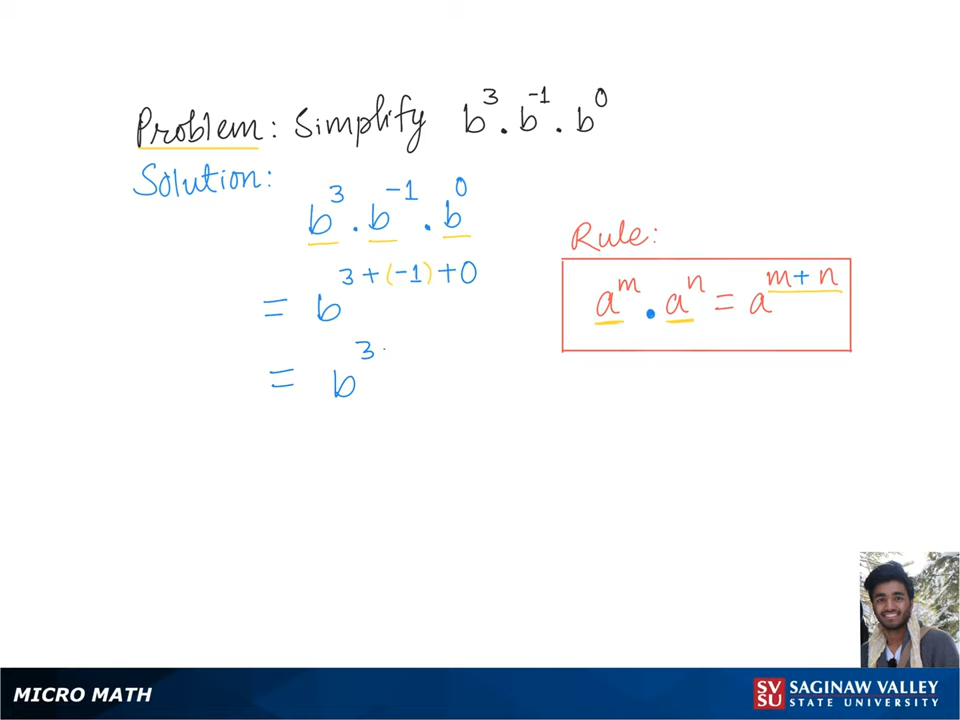 Problem: Simplify b³ · b⁻¹ · b⁰
Solution:
b³ · b⁻¹ · b⁰
= b³⁺⁽⁻¹⁾⁺⁰
= b³
Rule:
aᵐ · aⁿ = aᵐ⁺ⁿ
MICRO MATH
SVSU SAGINAW VALLEY
STATE UNIVERSITY